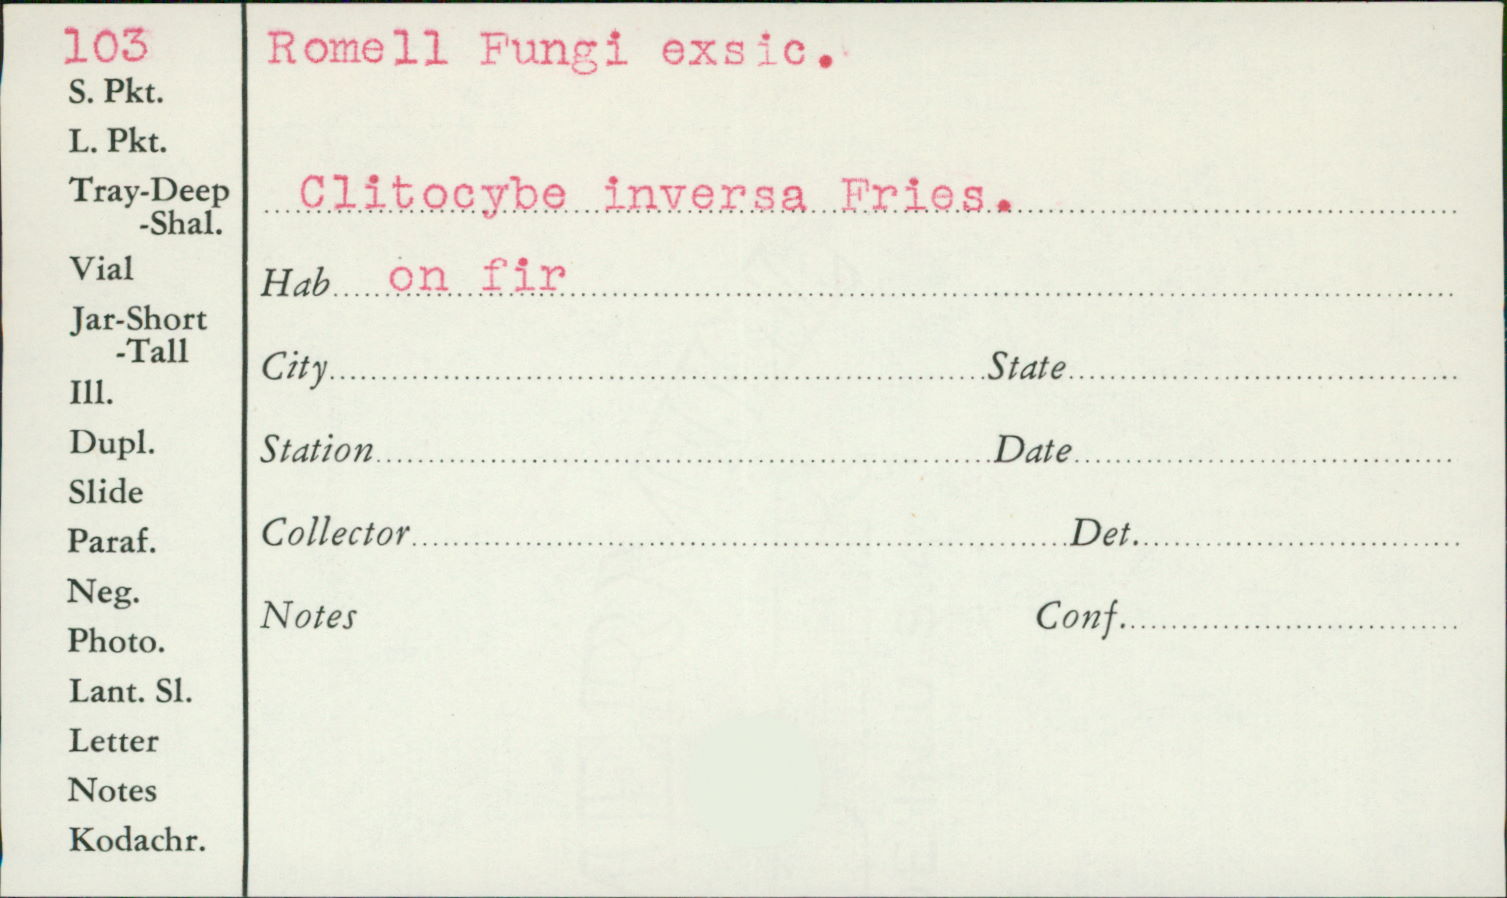 103
S. Pkt.
L. Pkt.
Tray-Deep
-Shal.
Vial
Jar-Short
-Tall
Ill.
Dupl.
Slide
Paraf.
Neg.
Photo.
Lant. Sl.
Letter
Notes
Kodachr.
Romell Fungi exsic.
Clitocybe inversa Fries.
Hab on fir
City State
Station Date
Collector Det.
Notes Conf.